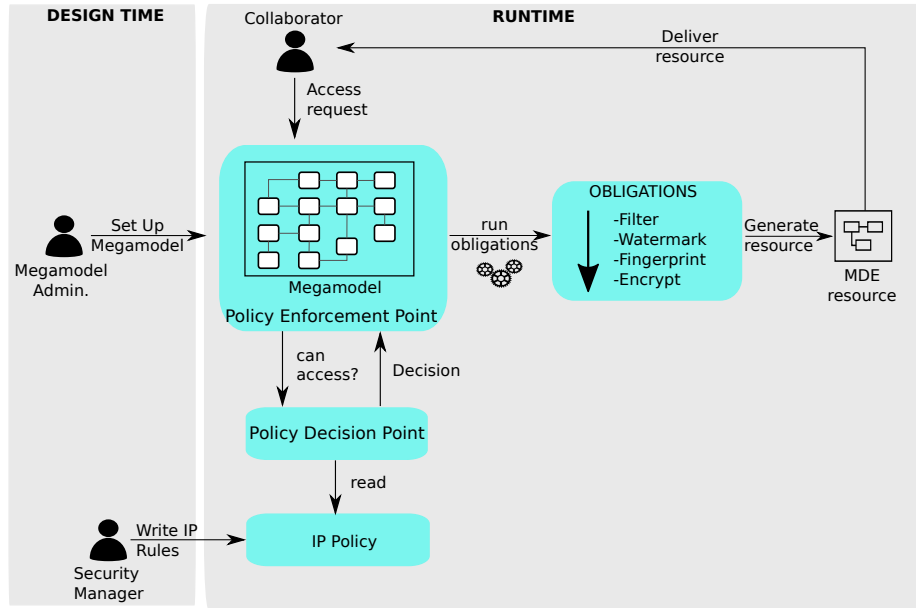 DESIGN TIME
RUNTIME
Collaborator
Deliver
resource
Access
request
Set Up
Megamodel
Megamodel
Admin.
Megamodel
Policy Enforcement Point
run
obligations
OBLIGATIONS
-Filter
-Watermark
-Fingerprint
-Encrypt
Generate
resource
MDE
resource
can
access?
Decision
Policy Decision Point
read
Write IP
Rules
Security
Manager
IP Policy